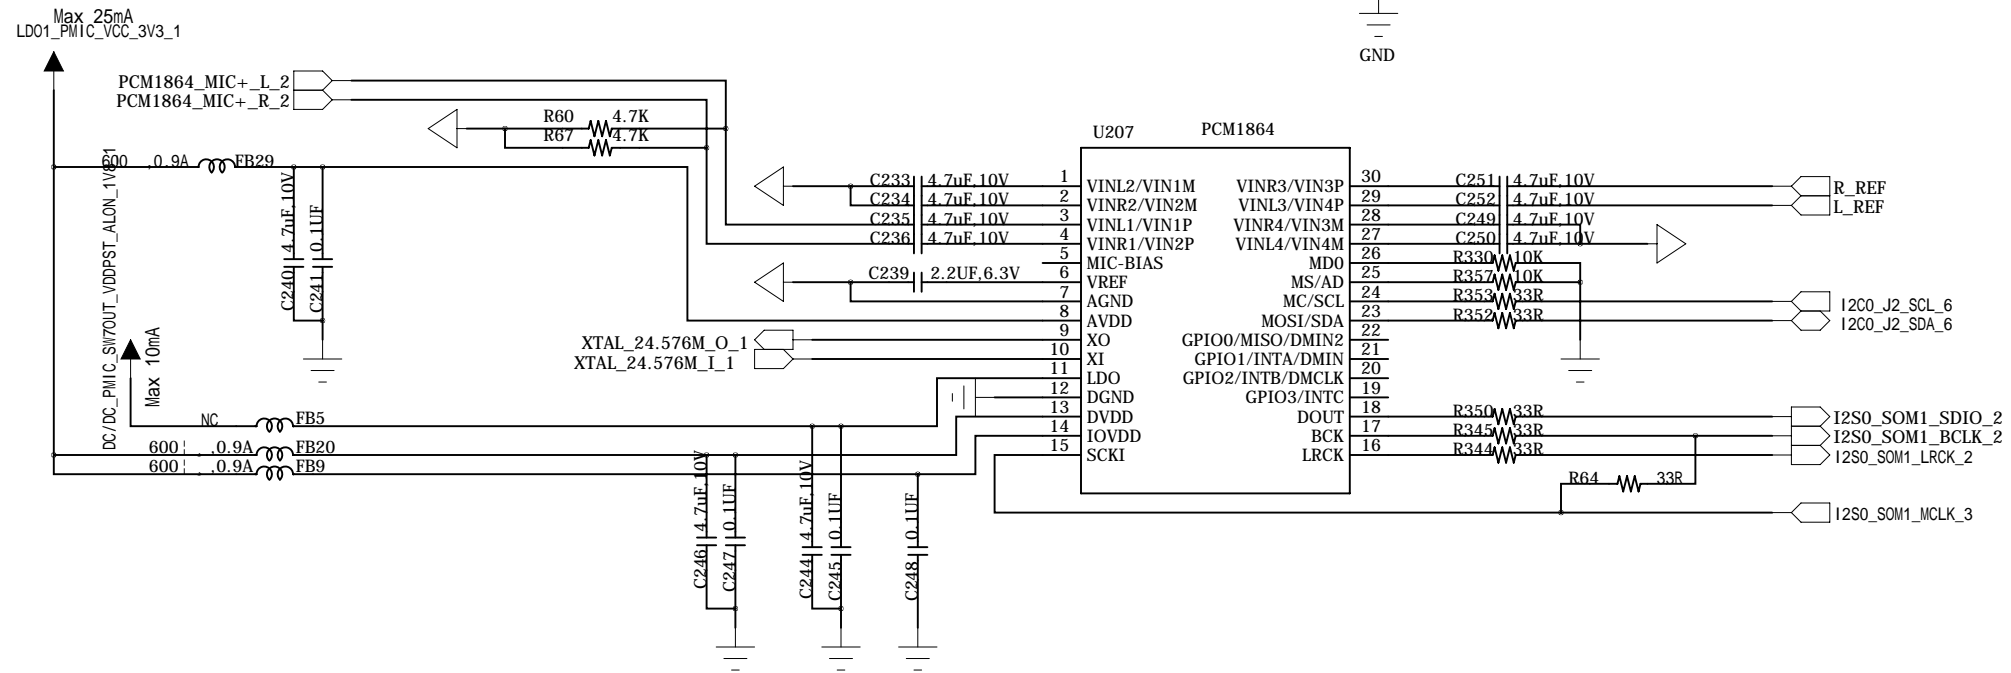 Max 25mA
LDO1_PMIC_VCC_3V3_1
GND
PCM1864_MIC+_L_2
PCM1864_MIC+_R_2
R60 4.7K
R67 4.7K
U207 PCM1864
600 ,0.9A FB29
C240 4.7uF,10V
C241 0.1UF
DC/DC_PMIC_SW7OUT_VDDPST_ALON_1V8_1
Max 10mA
C233 4.7uF,10V
C234 4.7uF,10V
C235 4.7uF,10V
C236 4.7uF,10V
C239 2.2UF,6.3V
XTAL_24.576M_O_1
XTAL_24.576M_I_1
1 VINL2/VIN1M
2 VINR2/VIN2M
3 VINL1/VIN1P
4 VINR1/VIN2P
5 MIC-BIAS
6 VREF
7 AGND
8 AVDD
9 XO
10 XI
11 LDO
12 DGND
13 DVDD
14 IOVDD
15 SCKI
VINR3/VIN3P 30
VINL3/VIN4P 29
VINR4/VIN3M 28
VINL4/VIN4M 27
MD0 26
MS/AD 25
MC/SCL 24
MOSI/SDA 23
GPIO0/MISO/DMIN2 22
GPIO1/INTA/DMIN 21
GPIO2/INTB/DMCLK 20
GPIO3/INTC 19
DOUT 18
BCK 17
LRCK 16
C251 4.7uF,10V R_REF
C252 4.7uF,10V L_REF
C249 4.7uF,10V
C250 4.7uF,10V
R330 10K
R357 10K
R353 33R I2C0_J2_SCL_6
R352 33R I2C0_J2_SDA_6
R350 33R I2S0_SOM1_SDIO_2
R345 33R I2S0_SOM1_BCLK_2
R344 33R I2S0_SOM1_LRCK_2
R64 33R
I2S0_SOM1_MCLK_3
NC FB5
600 ,0.9A FB20
600 ,0.9A FB9
C246 4.7uF,10V
C247 0.1UF
C244 4.7uF,10V
C245 0.1UF
C248 0.1UF